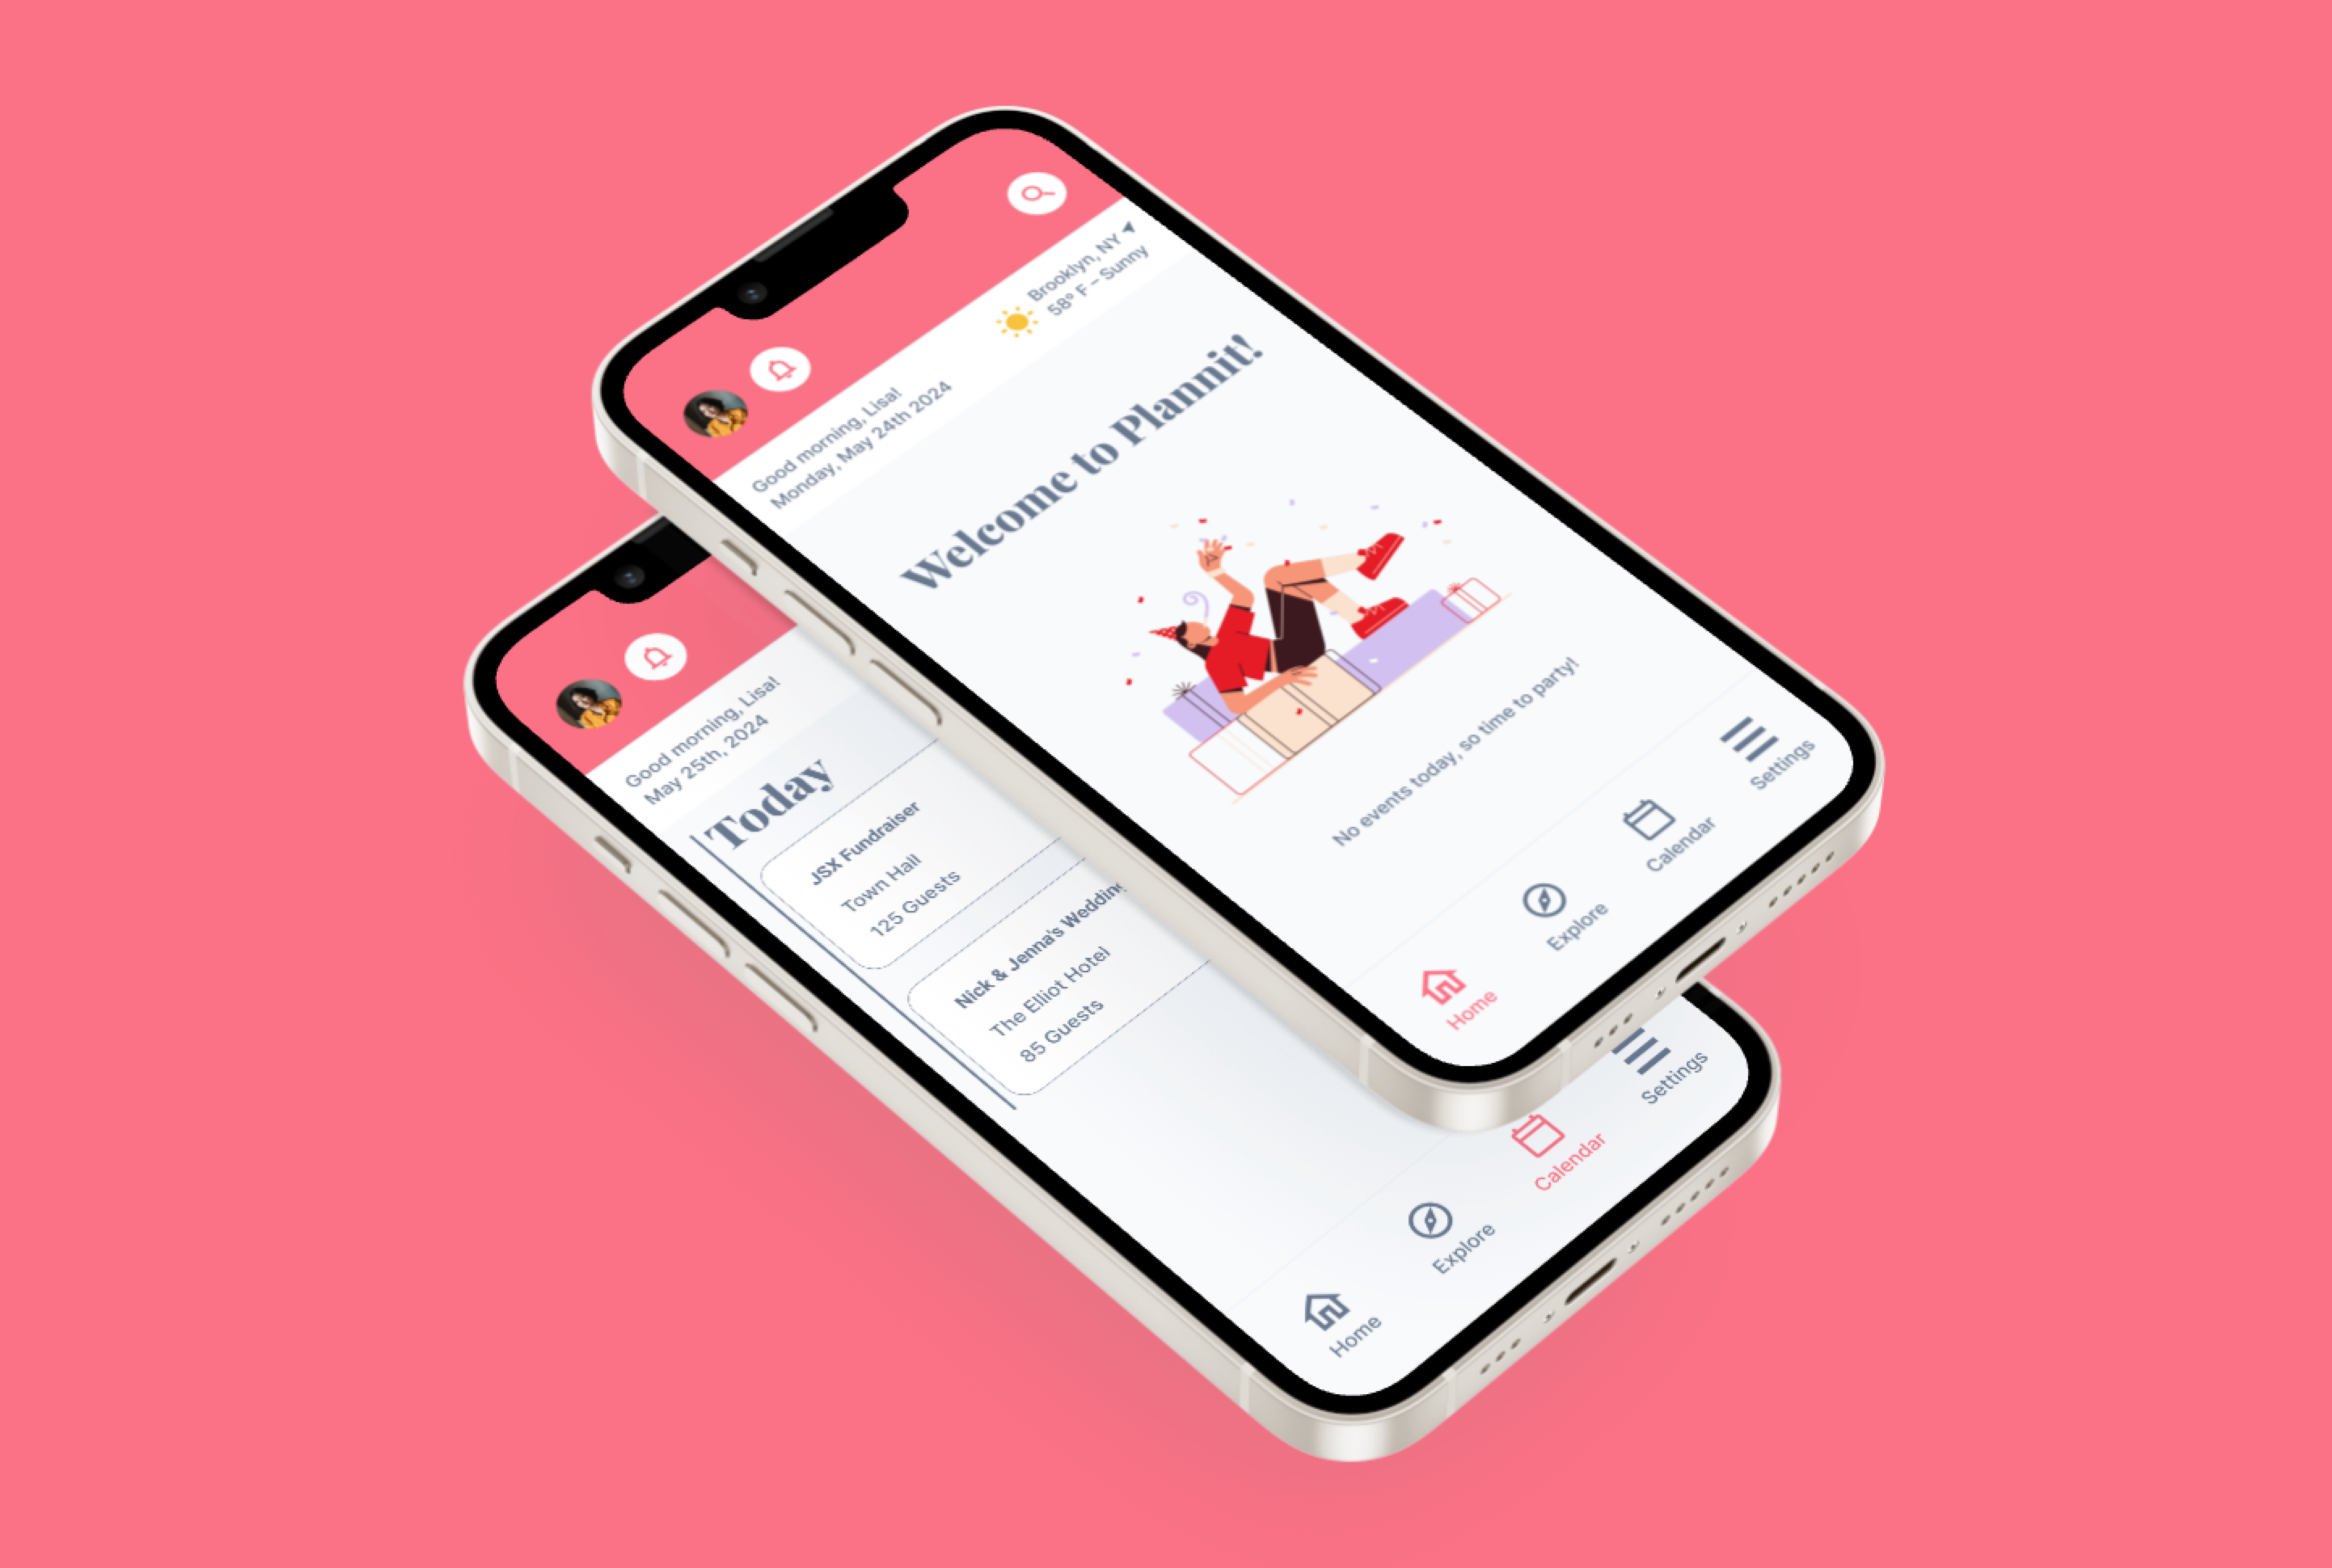 Brooklyn, NY
58° F – Sunny
Good morning, Lisa!
Monday, May 24th 2024
Welcome to Plannit!
No events today, so time to party!
Home
Explore
Calendar
Settings
Good morning, Lisa!
May 25th, 2024
Today
JSX Fundraiser
Town Hall
125 Guests
Nick & Jenna's Wedding
The Elliot Hotel
85 Guests
Home
Explore
Calendar
Settings